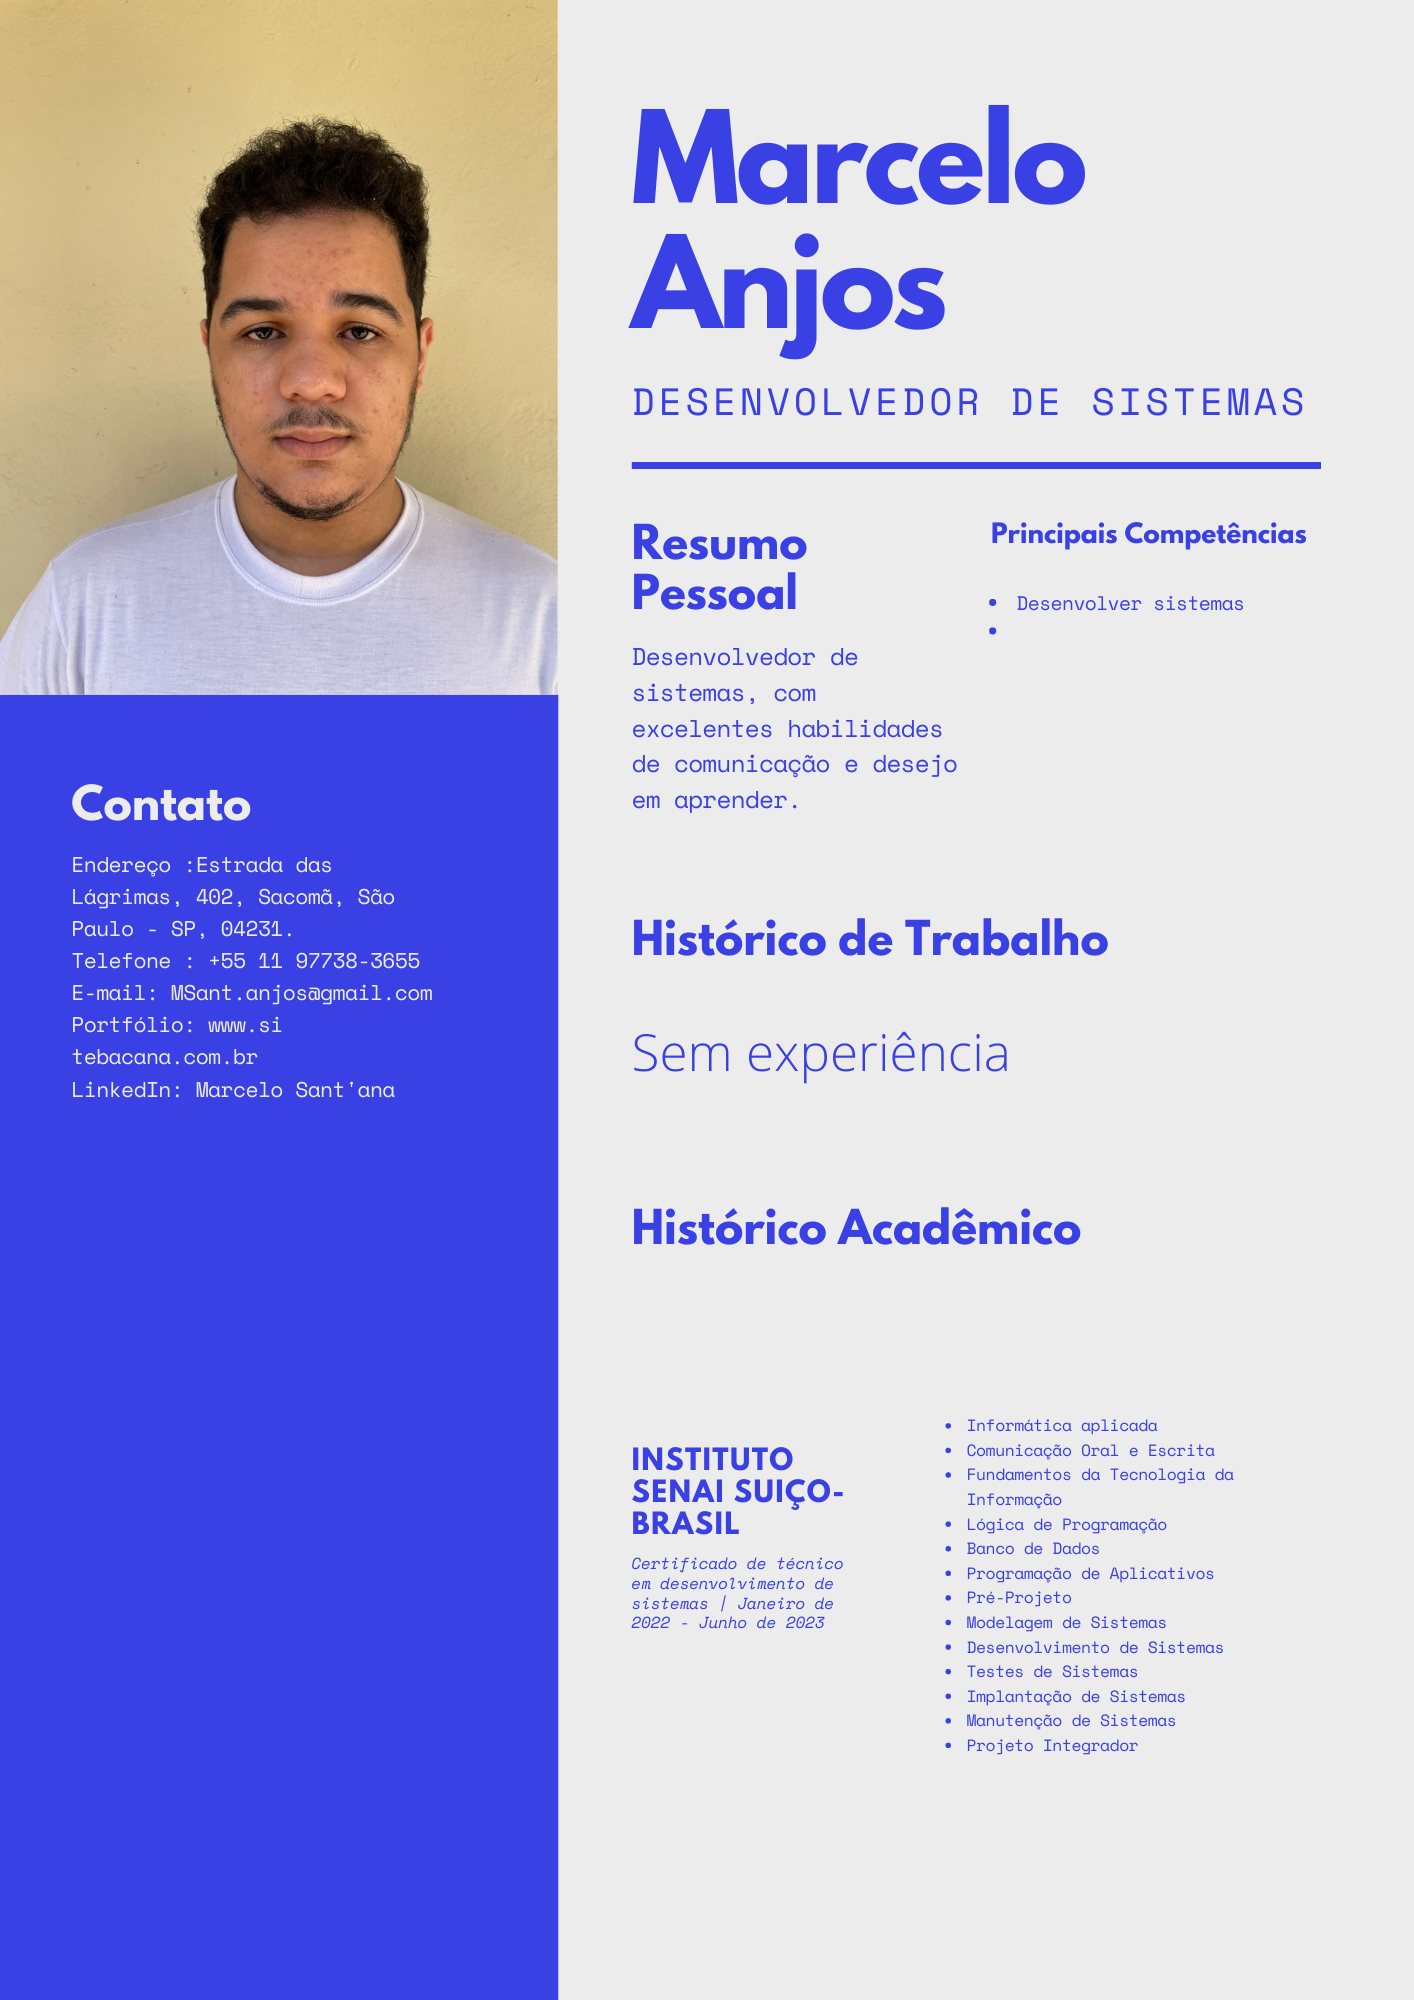 Marcelo
Anjos
DESENVOLVEDOR DE SISTEMAS
Resumo
Pessoal
Desenvolvedor de
sistemas, com
excelentes habilidades
de comunicação e desejo
em aprender.
Principais Competências
• Desenvolver sistemas
•
Contato
Endereço :Estrada das
Lágrimas, 402, Sacomã, São
Paulo - SP, 04231.
Telefone : +55 11 97738-3655
E-mail: MSant.anjos@gmail.com
Portfólio: www.si
tebacana.com.br
LinkedIn: Marcelo Sant'ana
Histórico de Trabalho
Sem experiência
Histórico Acadêmico
INSTITUTO
SENAI SUIÇO-
BRASIL
Certificado de técnico
em desenvolvimento de
sistemas | Janeiro de
2022 - Junho de 2023
• Informática aplicada
• Comunicação Oral e Escrita
• Fundamentos da Tecnologia da
Informação
• Lógica de Programação
• Banco de Dados
• Programação de Aplicativos
• Pré-Projeto
• Modelagem de Sistemas
• Desenvolvimento de Sistemas
• Testes de Sistemas
• Implantação de Sistemas
• Manutenção de Sistemas
• Projeto Integrador